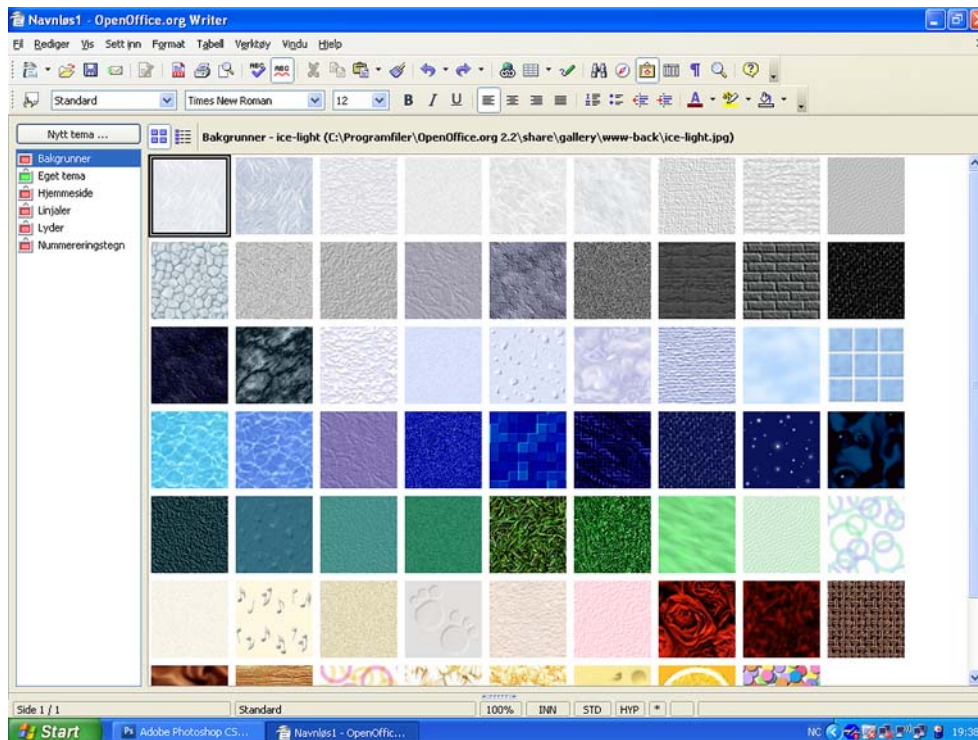 Navnløs1 - OpenOffice.org Writer
Fil Rediger Vis Sett inn Format Tabell Verktøy Vindu Hjelp
Standard Times New Roman 12 B I U A
Nytt tema ... Bakgrunner - ice-light (C:\Programfiler\OpenOffice.org 2.2\share\gallery\www-back\ice-light.jpg)
Bakgrunner
Eget tema
Hjemmeside
Linjaler
Lyder
Nummereringstegn
Side 1 / 1 Standard 100% INN STD HYP *
Start Adobe Photoshop CS... Navnløs1 - OpenOffic... NC 19:38